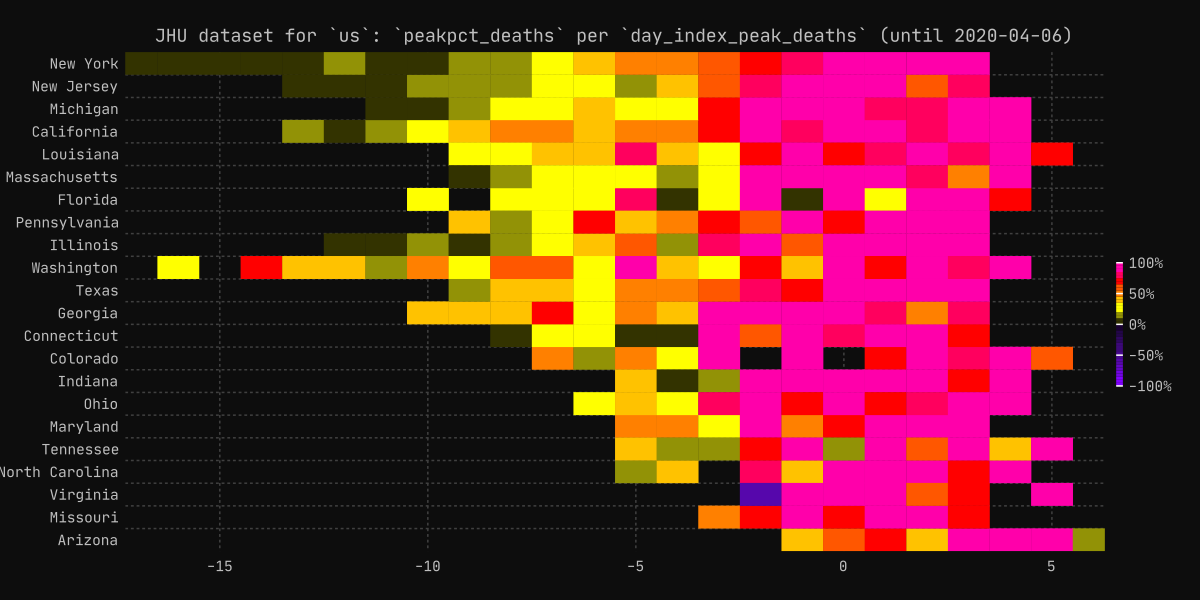 JHU dataset for `us`: `peakpct_deaths` per `day_index_peak_deaths` (until 2020-04-06)
New York
New Jersey
Michigan
California
Louisiana
Massachusetts
Florida
Pennsylvania
Illinois
Washington
Texas
Georgia
Connecticut
Colorado
Indiana
Ohio
Maryland
Tennessee
North Carolina
Virginia
Missouri
Arizona
−15 −10 −5 0 5
100%
50%
0%
−50%
−100%